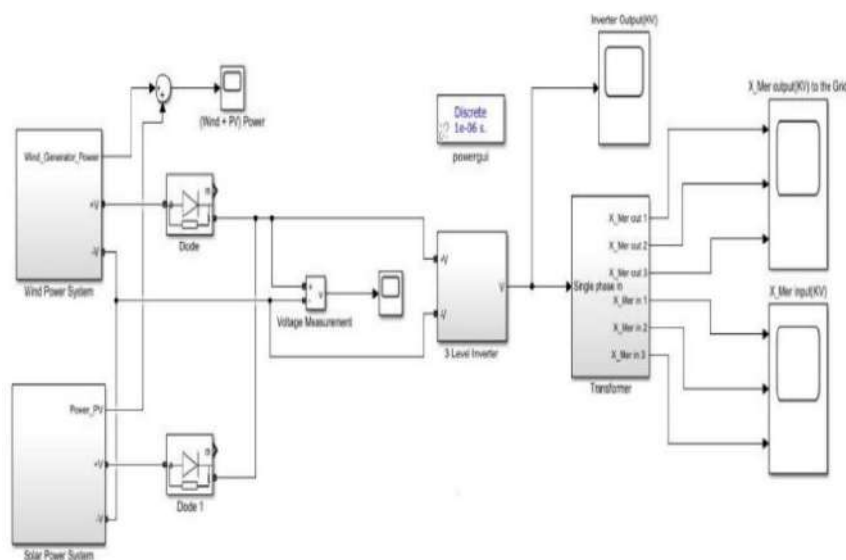 Inverter Output(KV)
X_Mer output(KV) to the Grid
(Wind + PV) Power
Discrete
1e-06 s.
powergui
Wind_Generator_Power
+V
-V
Wind Power System
m
Diode
+
-
v
Voltage Measurement
+V
-V
V
3 Level Inverter
Single phase in
X_Mer out 1
X_Mer out 2
X_Mer out 3
X_Mer in 1
X_Mer in 2
X_Mer in 3
Transformer
X_Mer input(KV)
Power_PV
+V
-V
Solar Power System
m
Diode 1